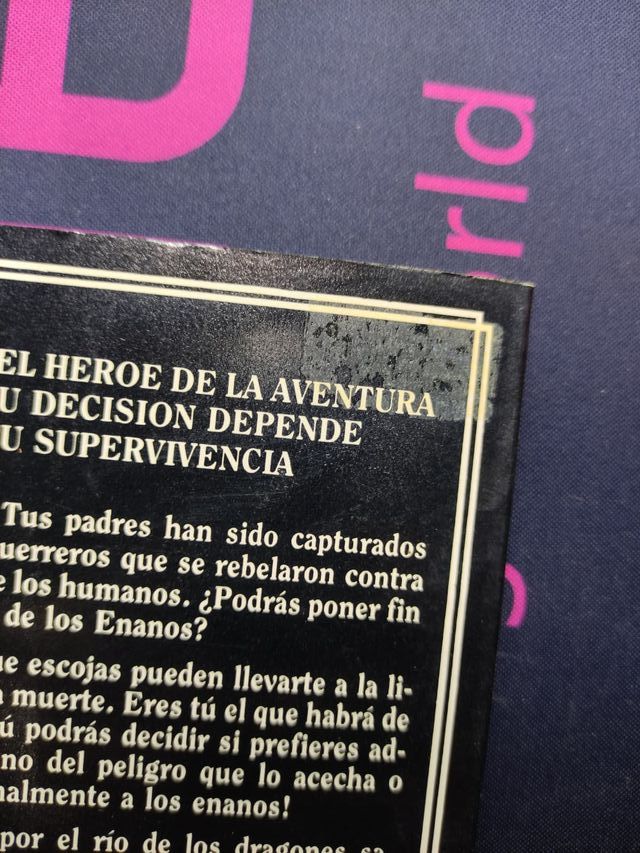 D
orld
EL HEROE DE LA AVENTURA
U DECISION DEPENDE
U SUPERVIVENCIA
Tus padres han sido capturados
uerreros que se rebelaron contra
e los humanos. ¿Podrás poner fin
de los Enanos?
ue escojas pueden llevarte a la li-
a muerte. Eres tú el que habrá de
ú podrás decidir si prefieres ad-
no del peligro que lo acecha o
nalmente a los enanos!
por el río de los dragones